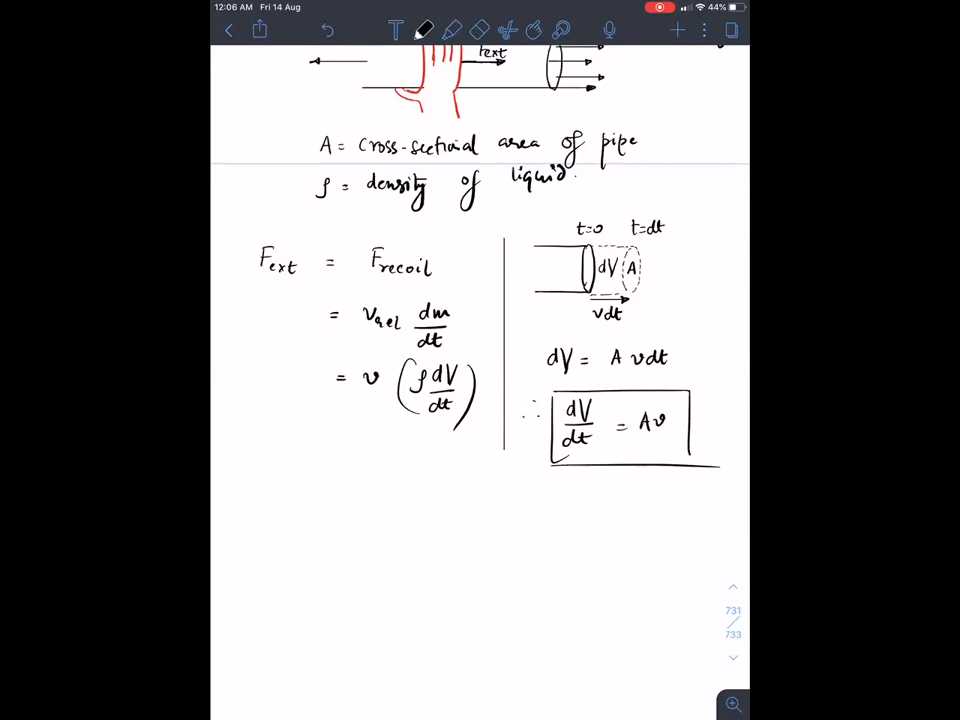 12:06 AM Fri 14 Aug
44%
T
Fext
A = cross-sectional area of pipe
ρ = density of liquid.
Fext = Frecoil
= vrel dm/dt
= v (ρ dV/dt)
t=0 t=dt
dV A
vdt
dV = A vdt
∴ dV/dt = Av
731
/
733